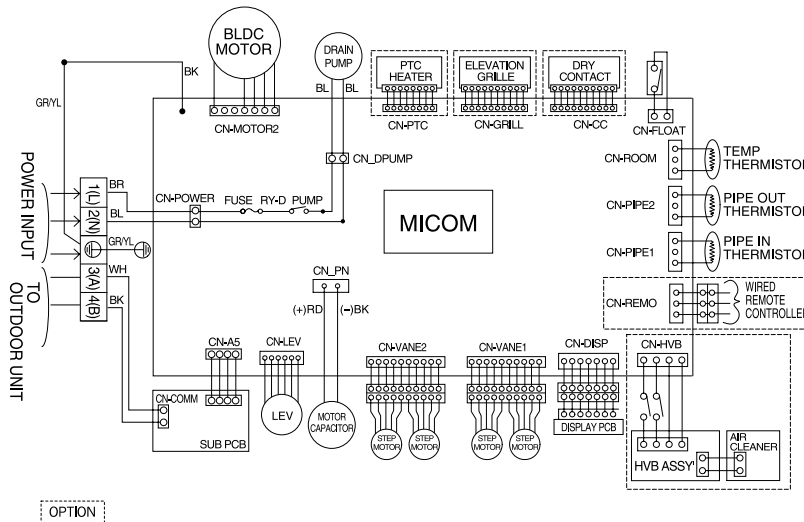 BLDC
MOTOR
DRAIN
PUMP
PTC
HEATER
ELEVATION
GRILLE
DRY
CONTACT
BK
BL
BL
GR/YL
CN-MOTOR2
CN-PTC
CN-GRILL
CN-CC
CN-FLOAT
CN_DPUMP
CN-ROOM
TEMP
THERMISTOR
POWER INPUT
1(L)
BR
CN-POWER
FUSE
RY-D
PUMP
2(N)
BL
MICOM
CN-PIPE2
PIPE OUT
THERMISTOR
GR/YL
CN-PIPE1
PIPE IN
THERMISTOR
TO
OUTDOOR UNIT
3(A)
WH
4(B)
BK
CN_PN
(+)RD
(-)BK
CN-REMO
WIRED
REMOTE
CONTROLLER
CN-A5
CN-LEV
CN-VANE2
CN-VANE1
CN-DISP
CN-HVB
CN-COMM
SUB PCB
LEV
MOTOR
CAPACITOR
STEP
MOTOR
STEP
MOTOR
STEP
MOTOR
STEP
MOTOR
DISPLAY PCB
AIR
CLEANER
HVB ASSY'
OPTION